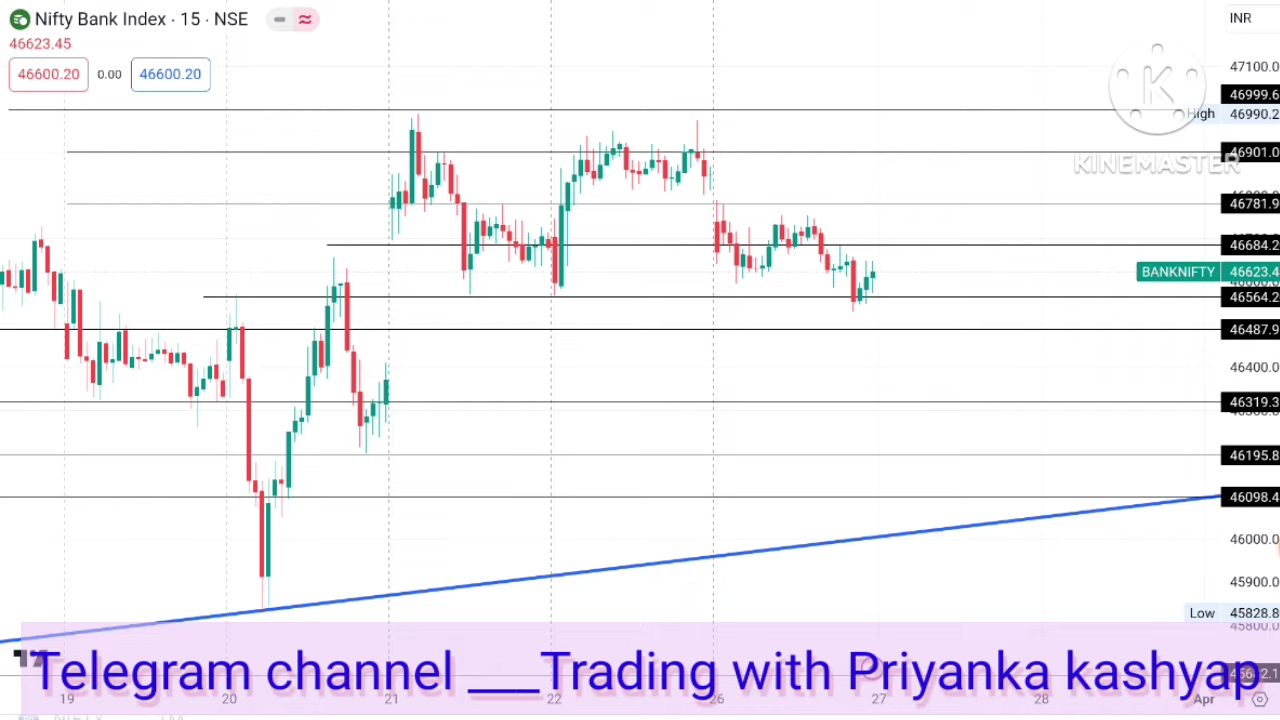 Nifty Bank Index · 15 · NSE
46623.45
46600.20 0.00 46600.20
INR
47100.0
46999.6
High 46990.2
KINEMASTER
46901.0
46781.9
46684.2
BANKNIFTY 46623.4
46564.2
46487.9
46400.0
46319.3
46195.8
46098.4
46000.0
45900.0
Low 45828.8
45800.0
Telegram channel ___Trading with Priyanka kashyap
19 20 21 22 26 27 28 Apr